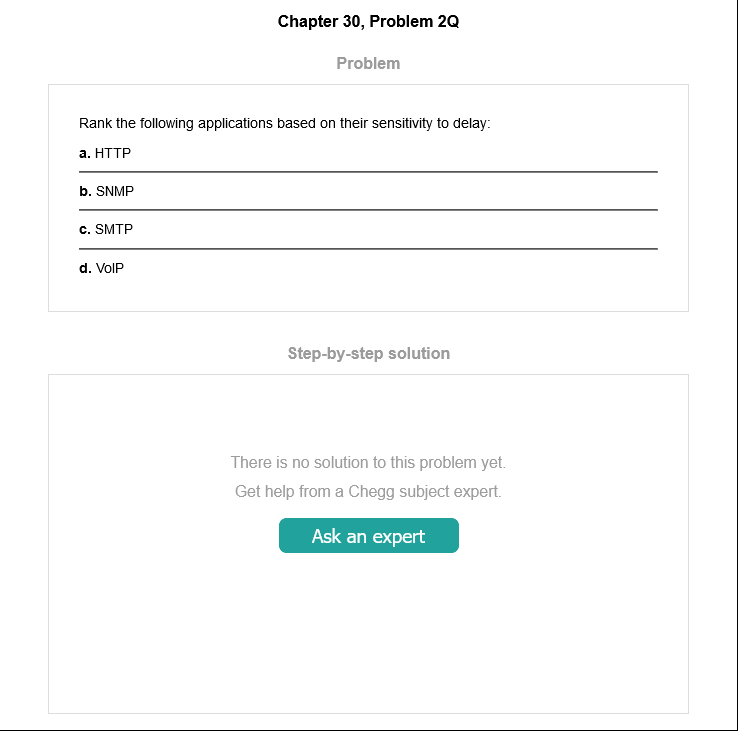 Chapter 30, Problem 2Q
Problem
Rank the following applications based on their sensitivity to delay:
a. HTTP
b. SNMP
c. SMTP
d. VoIP
Step-by-step solution
There is no solution to this problem yet.
Get help from a Chegg subject expert.
Ask an expert